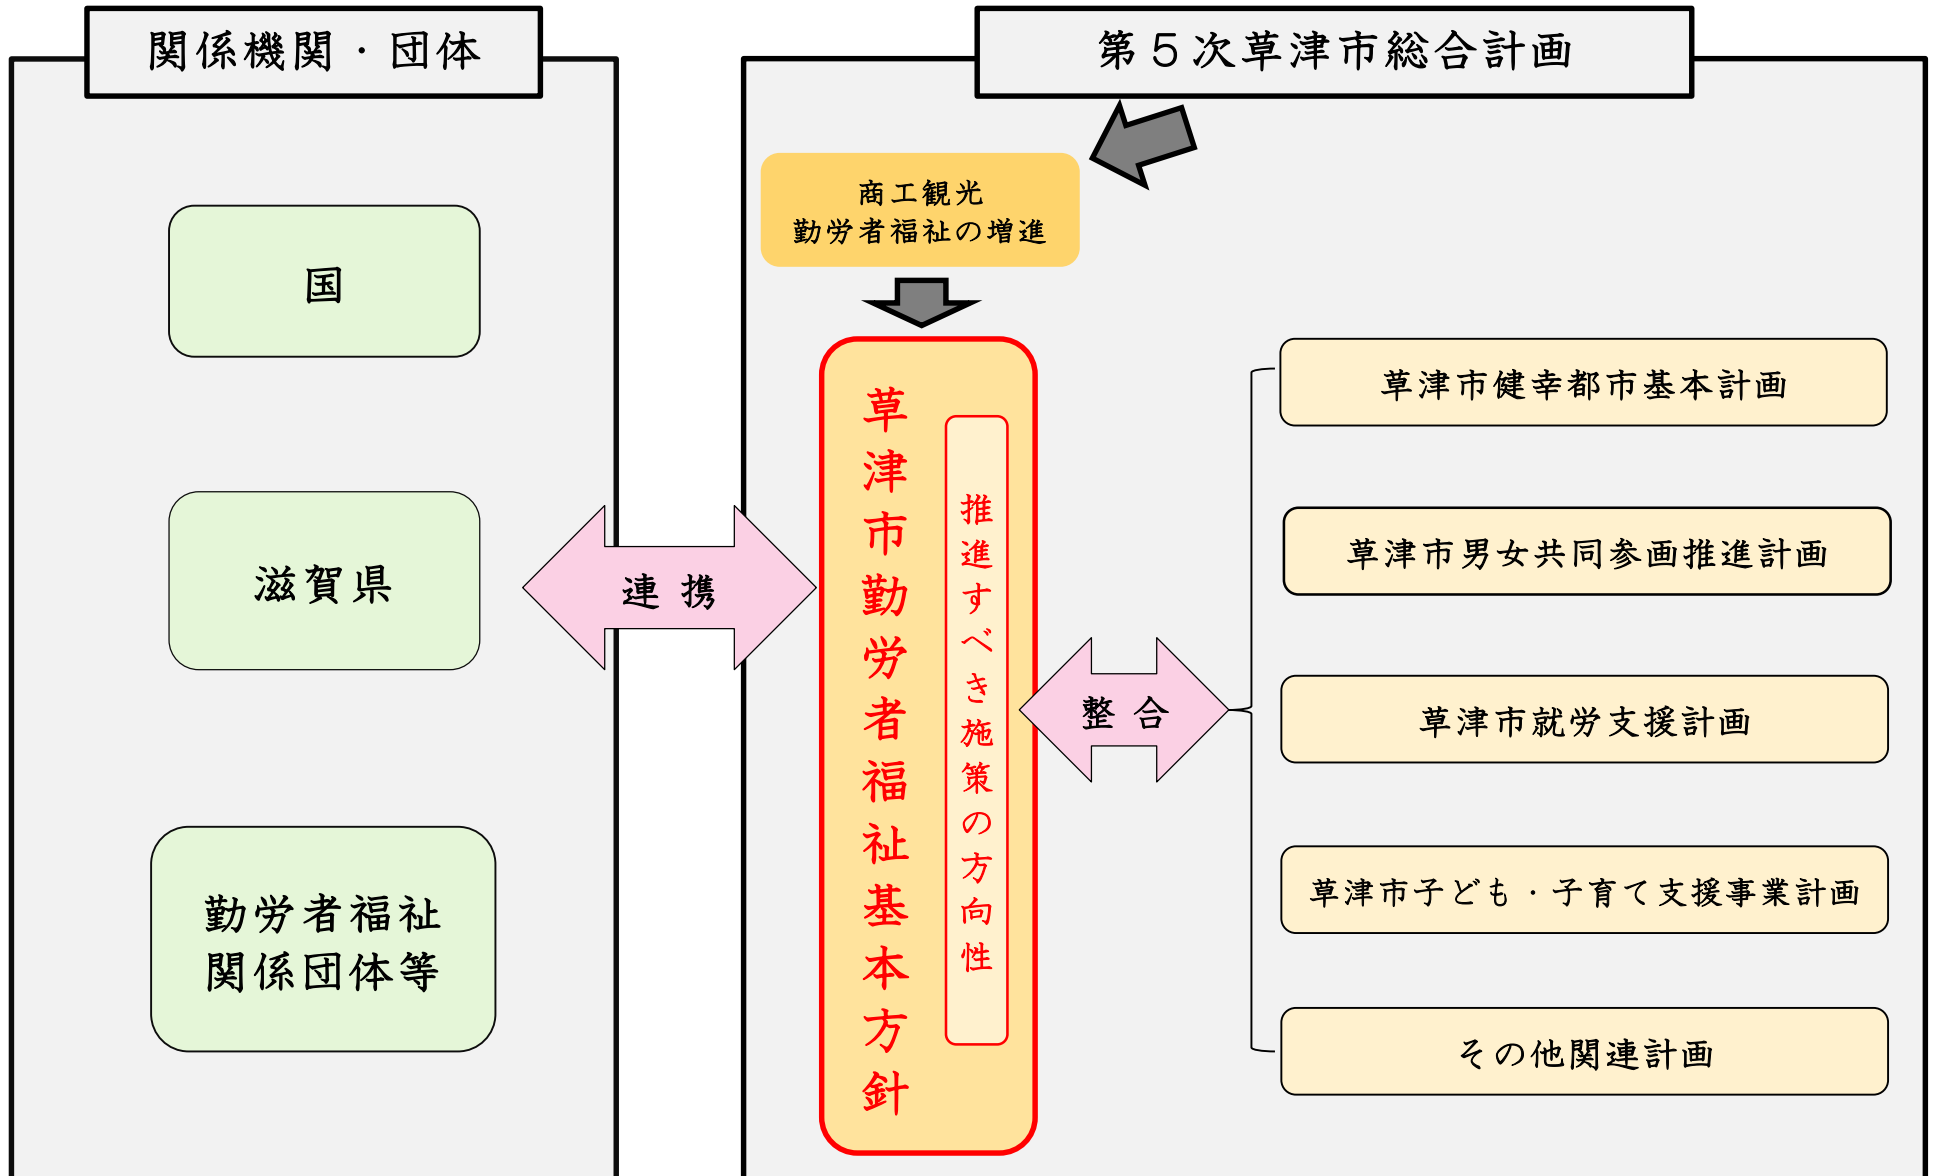 関係機関・団体
国
滋賀県
勤労者福祉
関係団体等
連携
第５次草津市総合計画
商工観光
勤労者福祉の増進
草津市勤労者福祉基本方針
推進すべき施策の方向性
整合
草津市健幸都市基本計画
草津市男女共同参画推進計画
草津市就労支援計画
草津市子ども・子育て支援事業計画
その他関連計画